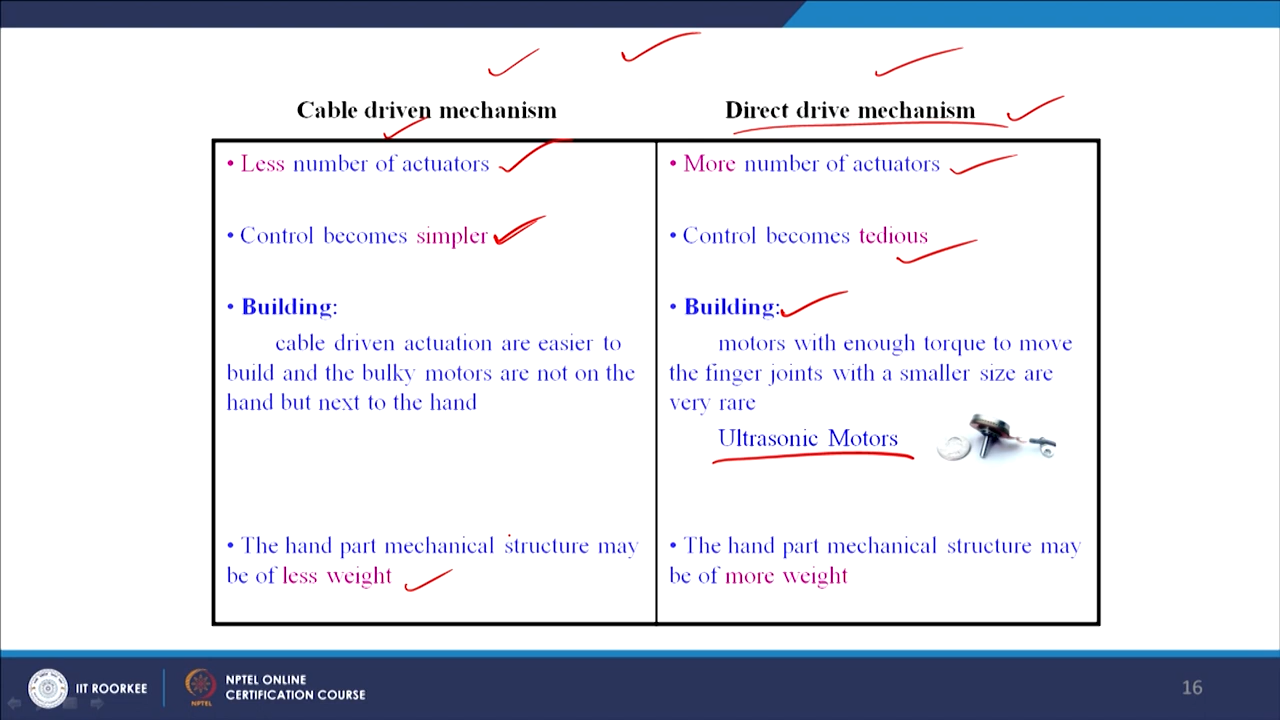 Cable driven mechanism
Direct drive mechanism
• Less number of actuators
• Control becomes simpler
• Building:
cable driven actuation are easier to
build and the bulky motors are not on the
hand but next to the hand
• The hand part mechanical structure may
be of less weight
• More number of actuators
• Control becomes tedious
• Building:
motors with enough torque to move
the finger joints with a smaller size are
very rare
Ultrasonic Motors
• The hand part mechanical structure may
be of more weight
IIT ROORKEE
NPTEL
NPTEL ONLINE
CERTIFICATION COURSE
16